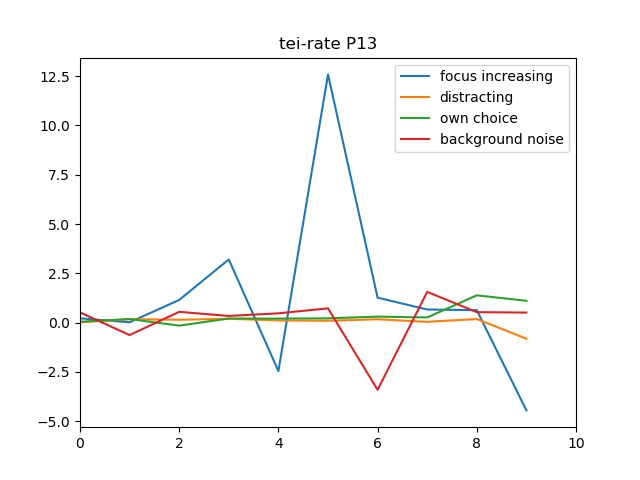 tei-rate P13
focus increasing
distracting
own choice
background noise
12.5
10.0
7.5
5.0
2.5
0.0
−2.5
−5.0
0 2 4 6 8 10